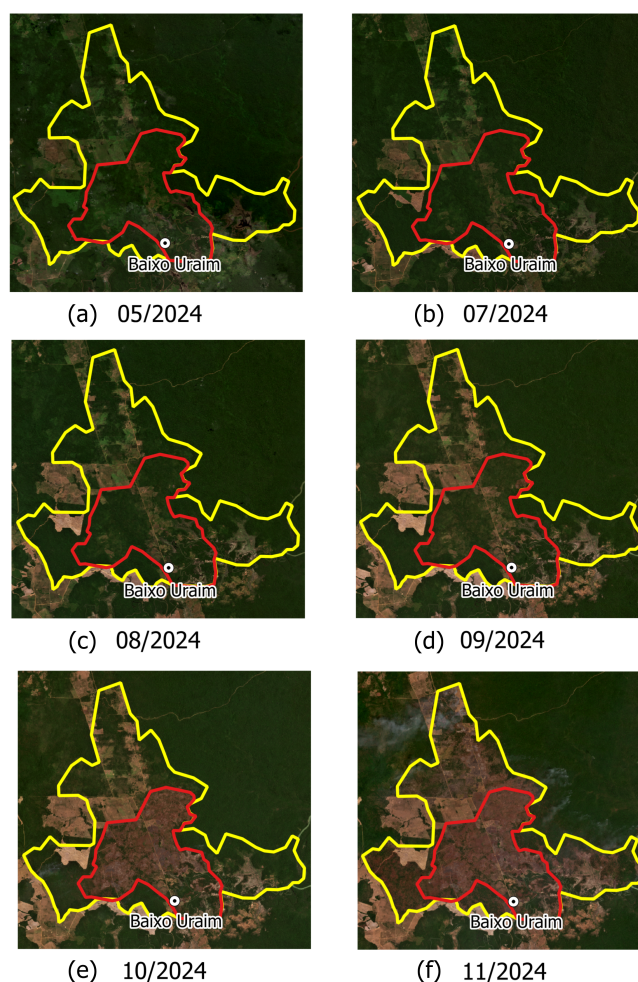 Baixo Uraim
Baixo Uraim
(a) 05/2024
(b) 07/2024
Baixo Uraim
Baixo Uraim
(c) 08/2024
(d) 09/2024
Baixo Uraim
Baixo Uraim
(e) 10/2024
(f) 11/2024